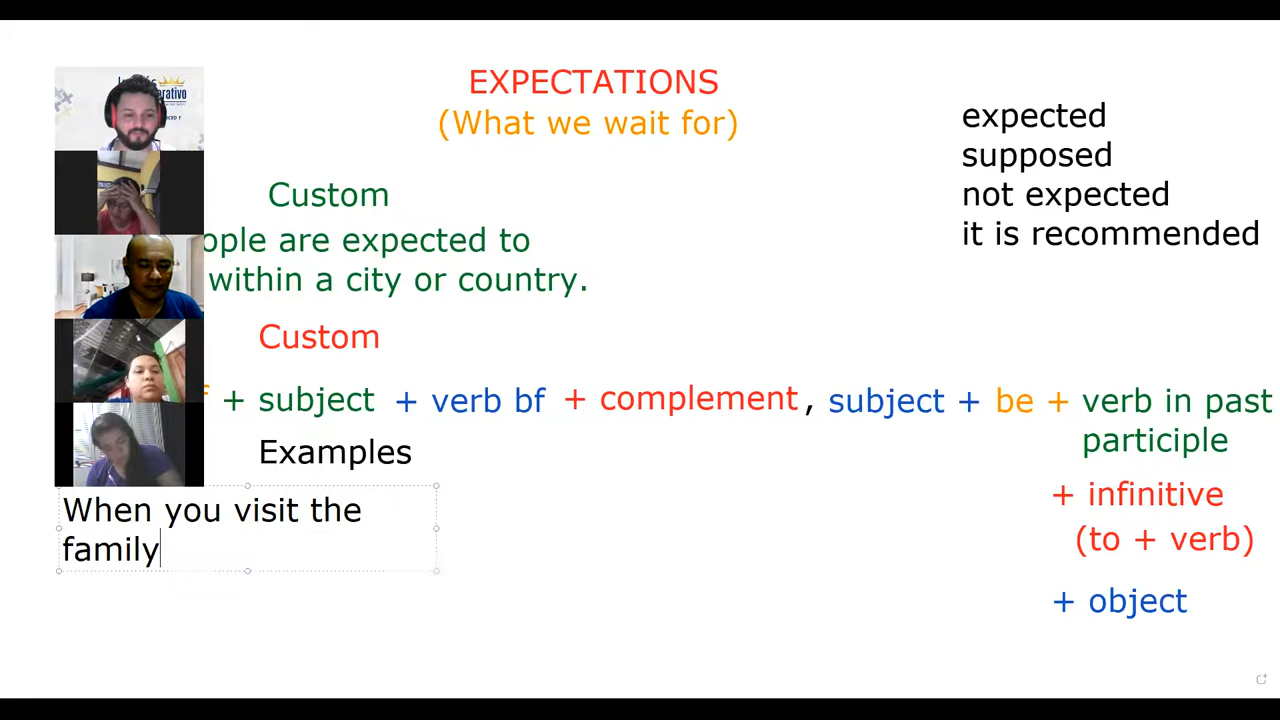 EXPECTATIONS
(What we wait for)
expected
supposed
not expected
it is recommended
Custom
ople are expected to
within a city or country.
Custom
+ subject + verb bf + complement, subject + be + verb in past
participle
Examples
+ infinitive
(to + verb)
+ object
When you visit the
family